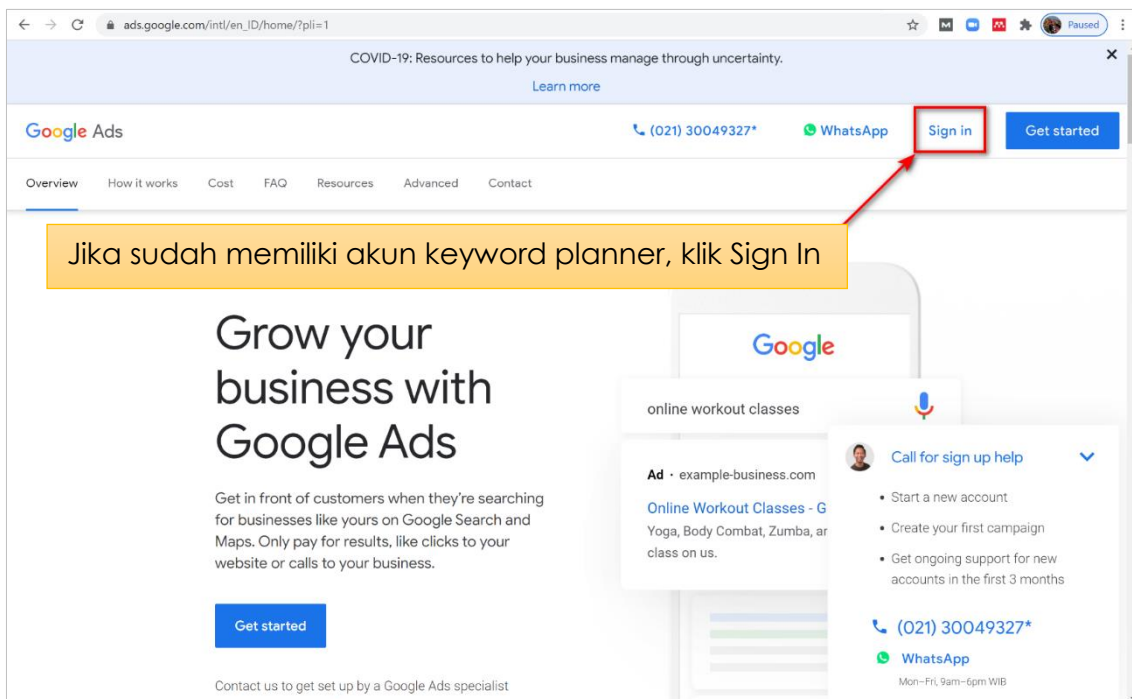 ads.google.com/intl/en_ID/home/?pli=1
Paused
COVID-19: Resources to help your business manage through uncertainty.
Learn more
Google Ads
(021) 30049327*
WhatsApp
Sign in
Get started
Overview
How it works
Cost
FAQ
Resources
Advanced
Contact
Jika sudah memiliki akun keyword planner, klik Sign In
Grow your
business with
Google Ads
Get in front of customers when they're searching
for businesses like yours on Google Search and
Maps. Only pay for results, like clicks to your
website or calls to your business.
Get started
Contact us to get set up by a Google Ads specialist
Google
online workout classes
Ad · example-business.com
Online Workout Classes - G
Yoga, Body Combat, Zumba, ar
class on us.
Call for sign up help
• Start a new account
• Create your first campaign
• Get ongoing support for new
accounts in the first 3 months
(021) 30049327*
WhatsApp
Mon-Fri, 9am-6pm WIB